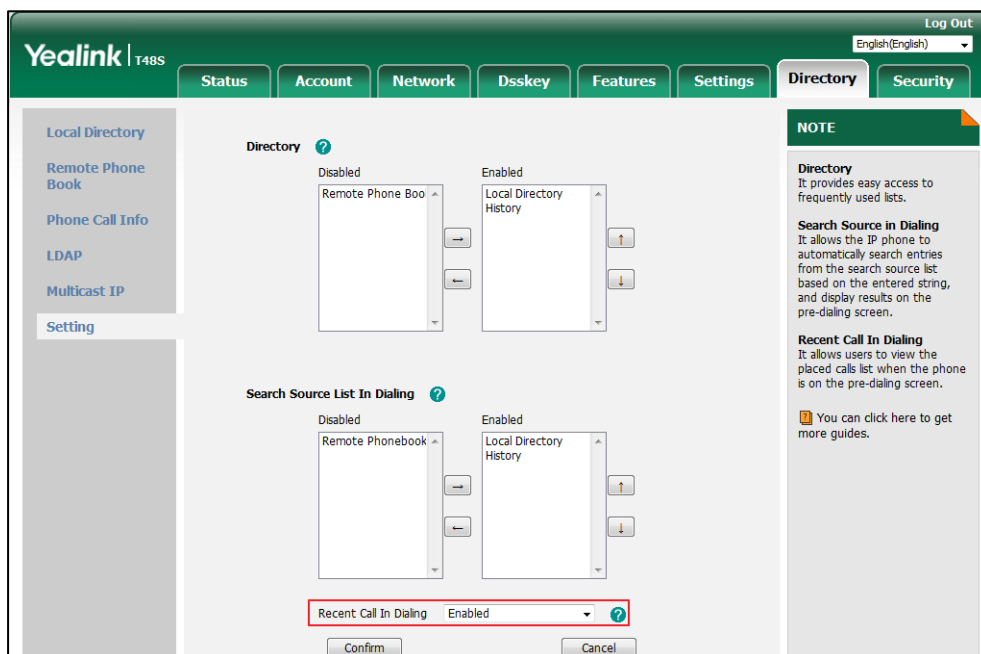 Log Out
English(English)
Yealink | T48S
Status
Account
Network
Dsskey
Features
Settings
Directory
Security
Local Directory
Remote Phone
Book
Phone Call Info
LDAP
Multicast IP
Setting
Directory ?
Disabled
Enabled
Remote Phone Boo
Local Directory
History
→
←
↑
↓
Search Source List In Dialing ?
Disabled
Enabled
Remote Phonebook
Local Directory
History
→
←
↑
↓
Recent Call In Dialing Enabled ?
Confirm
Cancel
NOTE
Directory
It provides easy access to
frequently used lists.
Search Source in Dialing
It allows the IP phone to
automatically search entries
from the search source list
based on the entered string,
and display results on the
pre-dialing screen.
Recent Call In Dialing
It allows users to view the
placed calls list when the phone
is on the pre-dialing screen.
? You can click here to get
more guides.